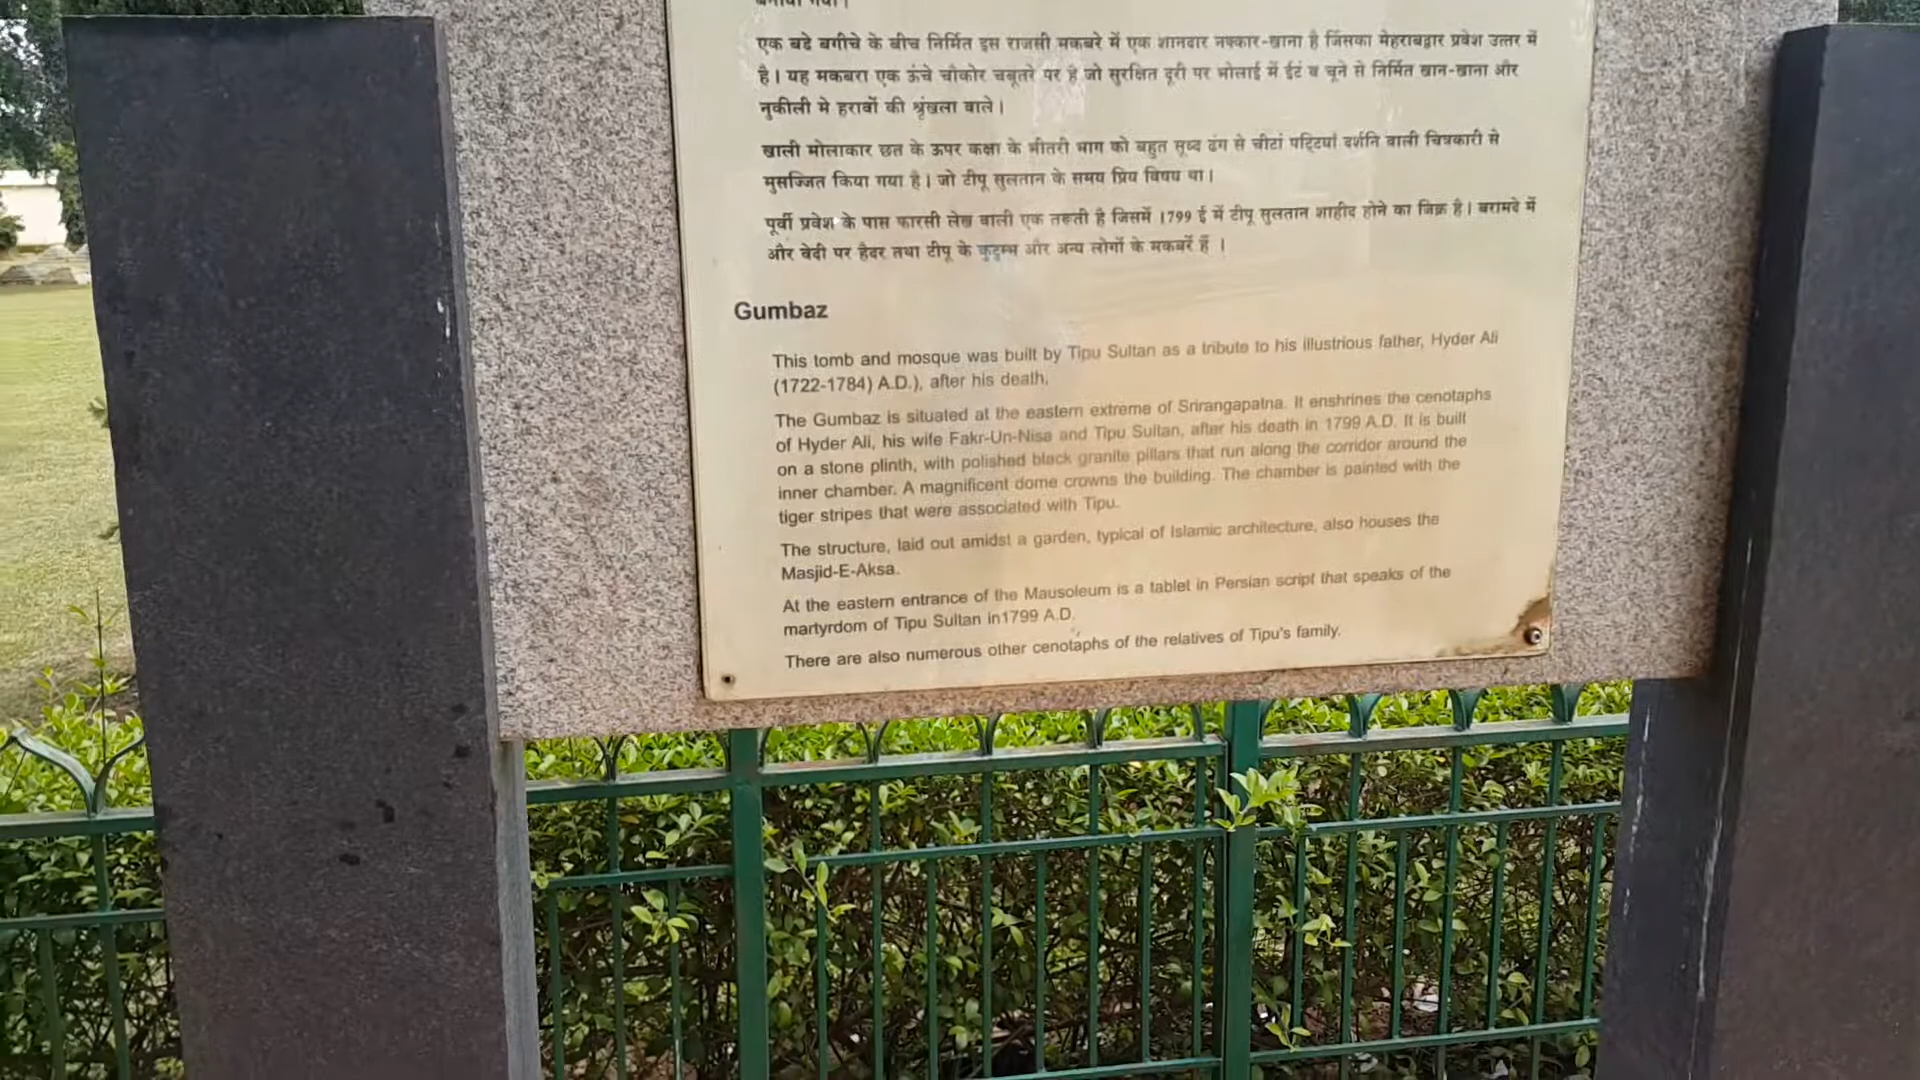 बनाया गया।
एक बडे बगीचे के बीच निर्मित इस राजसी मकबरे में एक शानदार नक्कार-खाना है जिसका मेहराबद्वार प्रवेश उत्तर में
है। यह मकबरा एक ऊंचे चौकोर चबूतरे पर है जो सुरक्षित दूरी पर भोलाई में ईटं व चूने से निर्मित खान-खाना और
नुकीली मे हराबों की श्रृंखला वाले।
खाली मोलाकार छत के ऊपर कक्षा के भीतरी भाग को बहुत सूध्द ढंग से चीटां पट्टियां दर्शनि वाली चित्रकारी से
मुसज्जित किया गया है। जो टीपू सुलतान के समय प्रिय विषय था।
पूर्वी प्रवेश के पास फारसी लेख वाली एक तख्ती है जिसमें 1799 ई में टीपू सुलतान शाहीद होने का जिक्र है। बरामदे में
और वेदी पर हैदर तथा टीपू के कुटुम्भ और अन्य लोगों के मकबरें हैं ।
Gumbaz
This tomb and mosque was built by Tipu Sultan as a tribute to his illustrious father, Hyder Ali
(1722-1784) A.D.), after his death.
The Gumbaz is situated at the eastern extreme of Srirangapatna. It enshrines the cenotaphs
of Hyder Ali, his wife Fakr-Un-Nisa and Tipu Sultan, after his death in 1799 A.D. It is built
on a stone plinth, with polished black granite pillars that run along the corridor around the
inner chamber. A magnificent dome crowns the building. The chamber is painted with the
tiger stripes that were associated with Tipu.
The structure, laid out amidst a garden, typical of Islamic architecture, also houses the
Masjid-E-Aksa.
At the eastern entrance of the Mausoleum is a tablet in Persian script that speaks of the
martyrdom of Tipu Sultan in1799 A.D.
There are also numerous other cenotaphs of the relatives of Tipu's family.